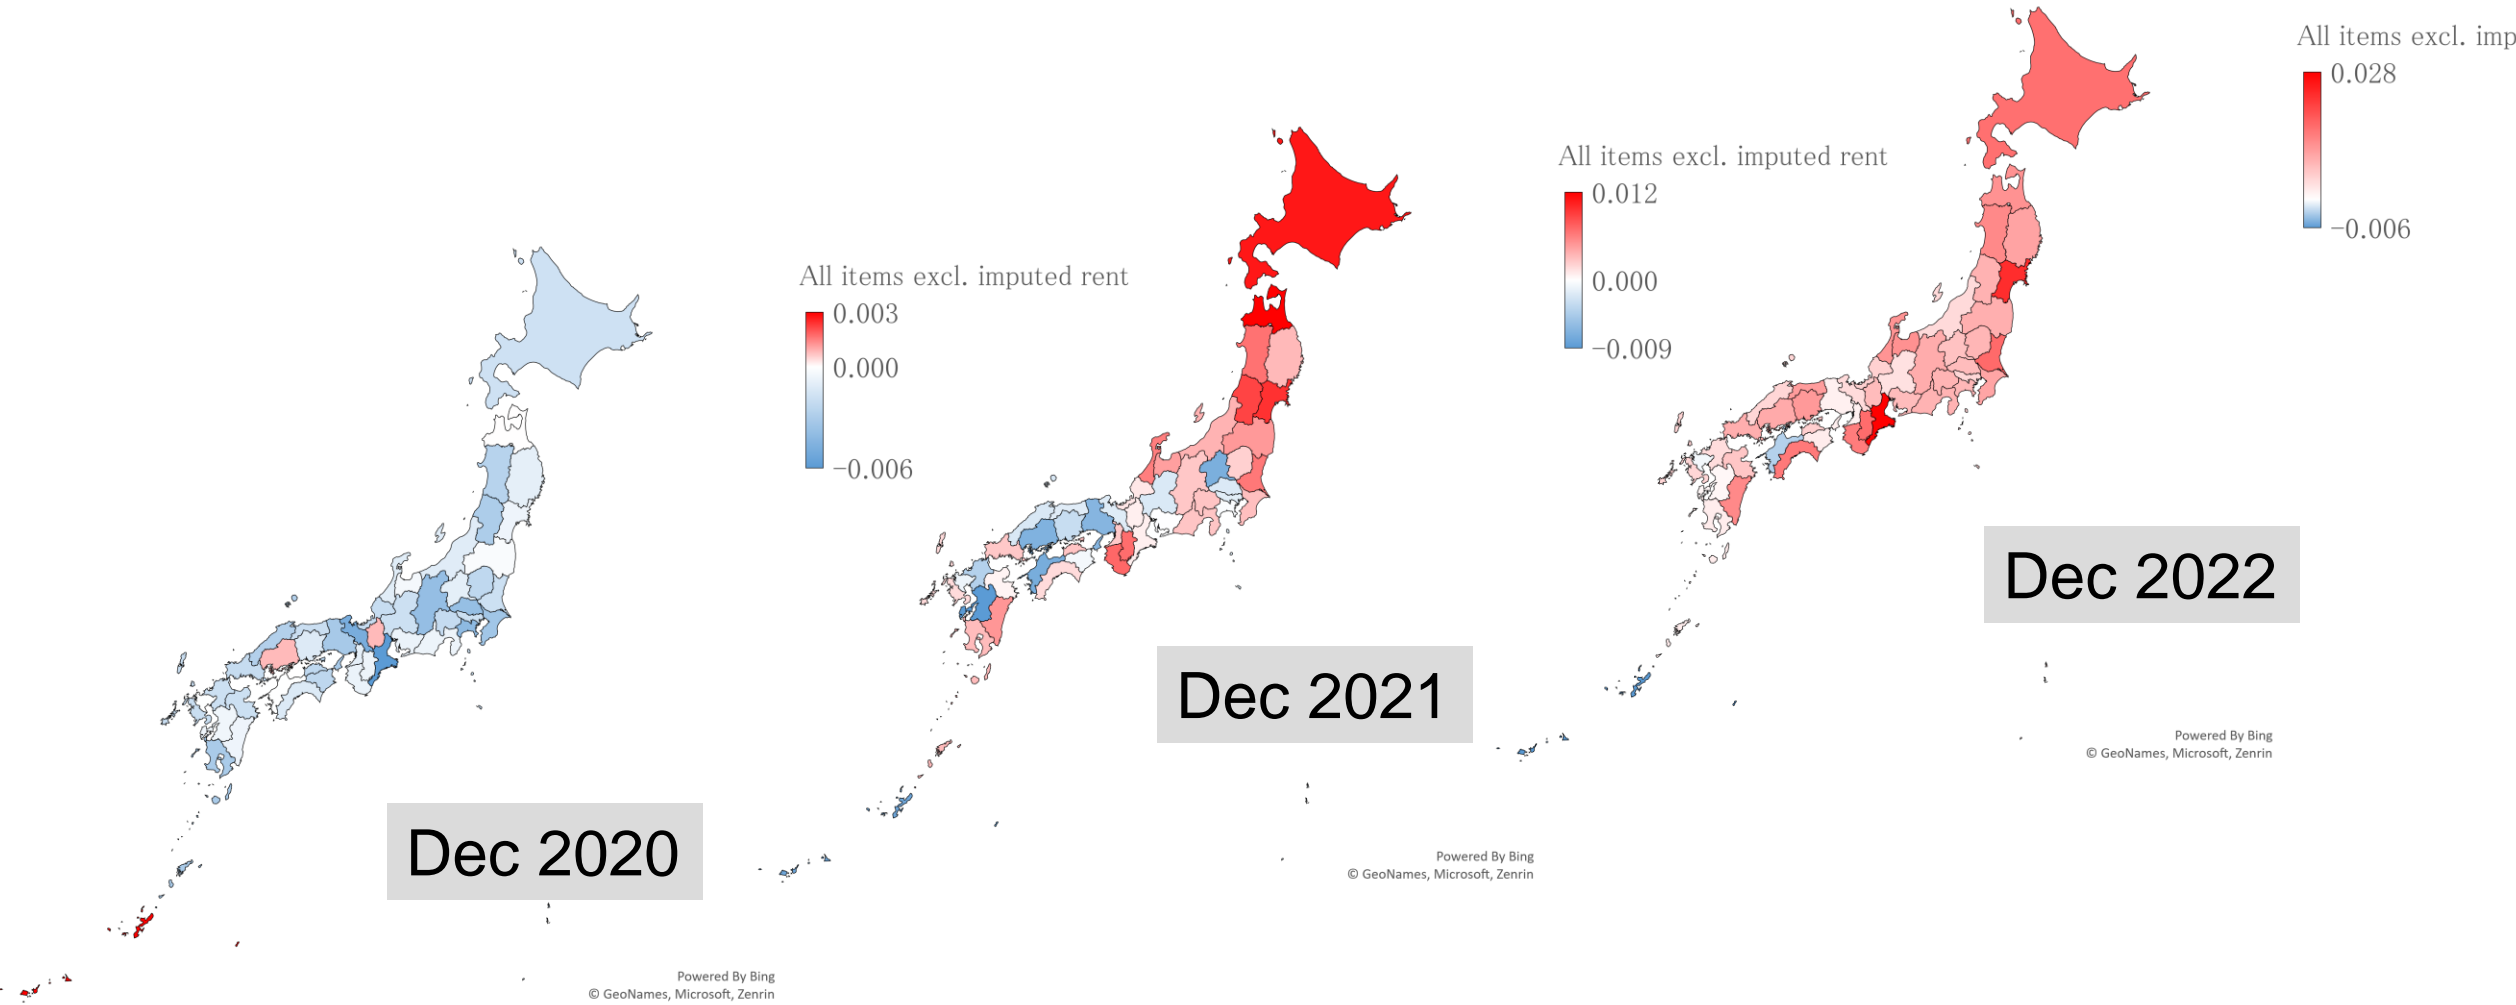 All items excl. imputed rent
0.003
0.000
-0.006
Dec 2020
Powered By Bing
© GeoNames, Microsoft, Zenrin
All items excl. imputed rent
0.012
0.000
-0.009
Dec 2021
Powered By Bing
© GeoNames, Microsoft, Zenrin
All items excl. imp
0.028
-0.006
Dec 2022
Powered By Bing
© GeoNames, Microsoft, Zenrin